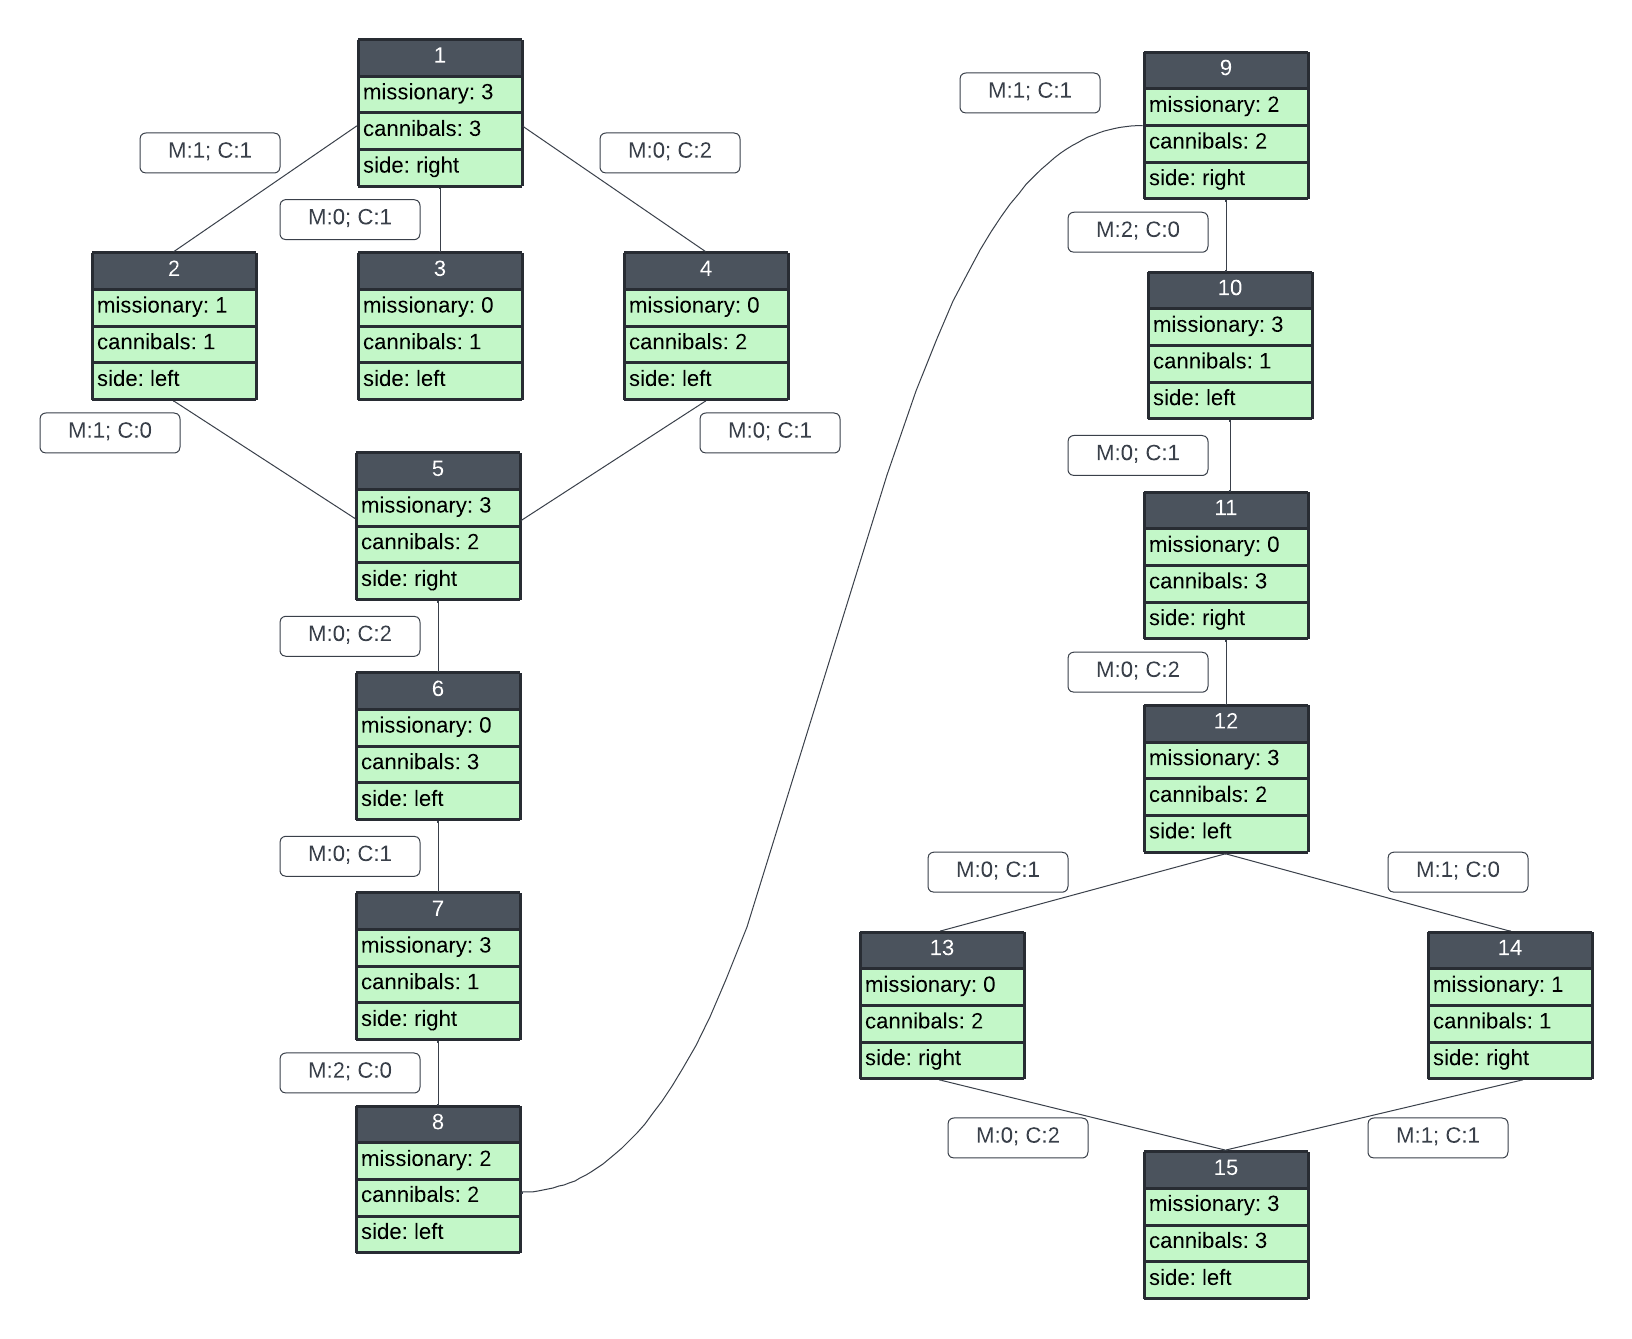 1
missionary: 3
cannibals: 3
side: right
M:1; C:1
M:0; C:1
M:0; C:2
2
missionary: 1
cannibals: 1
side: left
3
missionary: 0
cannibals: 1
side: left
4
missionary: 0
cannibals: 2
side: left
M:1; C:0
M:0; C:1
5
missionary: 3
cannibals: 2
side: right
M:0; C:2
6
missionary: 0
cannibals: 3
side: left
M:0; C:1
7
missionary: 3
cannibals: 1
side: right
M:2; C:0
8
missionary: 2
cannibals: 2
side: left
M:1; C:1
9
missionary: 2
cannibals: 2
side: right
M:2; C:0
10
missionary: 3
cannibals: 1
side: left
M:0; C:1
11
missionary: 0
cannibals: 3
side: right
M:0; C:2
12
missionary: 3
cannibals: 2
side: left
M:0; C:1
M:1; C:0
13
missionary: 0
cannibals: 2
side: right
14
missionary: 1
cannibals: 1
side: right
M:0; C:2
M:1; C:1
15
missionary: 3
cannibals: 3
side: left